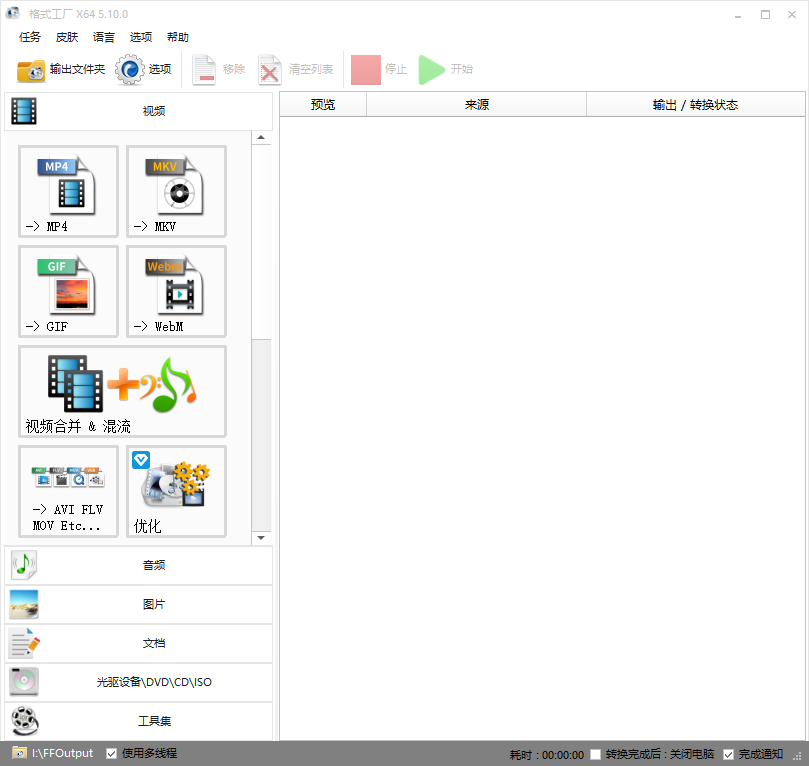 格式工厂 X64 5.10.0
任务 皮肤 语言 选项 帮助
输出文件夹 选项 移除 清空列表 停止 开始
视频
预览 来源 输出 / 转换状态
MP4 MKV
-> MP4 -> MKV
GIF WebM
-> GIF -> WebM
视频合并 & 混流
-> AVI FLV
MOV Etc...
优化
音频
图片
文档
光驱设备\DVD\CD\ISO
工具集
I:\FFOutput 使用多线程 耗时 : 00:00:00 转换完成后 : 关闭电脑 完成通知